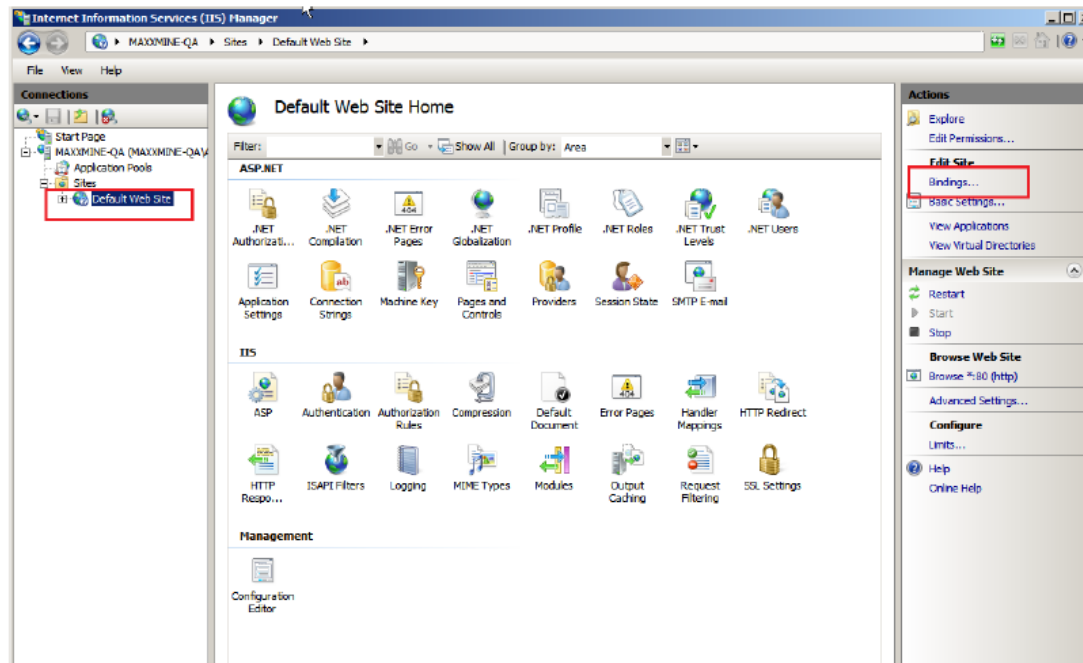 Internet Information Services (IIS) Manager
MAXXMINE-QA Sites Default Web Site
File View Help
Connections
Start Page
MAXXMINE-QA (MAXXMINE-QA\A
Application Pools
Sites
Default Web Site
Default Web Site Home
Filter: Go Show All Group by: Area
ASP.NET
.NET Authorizati...
.NET Compilation
.NET Error Pages
.NET Globalization
.NET Profile
.NET Roles
.NET Trust Levels
.NET Users
Application Settings
Connection Strings
Machine Key
Pages and Controls
Providers
Session State
SMTP E-mail
IIS
ASP
Authentication
Authorization Rules
Compression
Default Document
Error Pages
Handler Mappings
HTTP Redirect
HTTP Respo...
ISAPI Filters
Logging
MIME Types
Modules
Output Caching
Request Filtering
SSL Settings
Management
Configuration Editor
Actions
Explore
Edit Permissions...
Edit Site
Bindings...
Basic Settings...
View Applications
View Virtual Directories
Manage Web Site
Restart
Start
Stop
Browse Web Site
Browse *:80 (http)
Advanced Settings...
Configure
Limits...
Help
Online Help